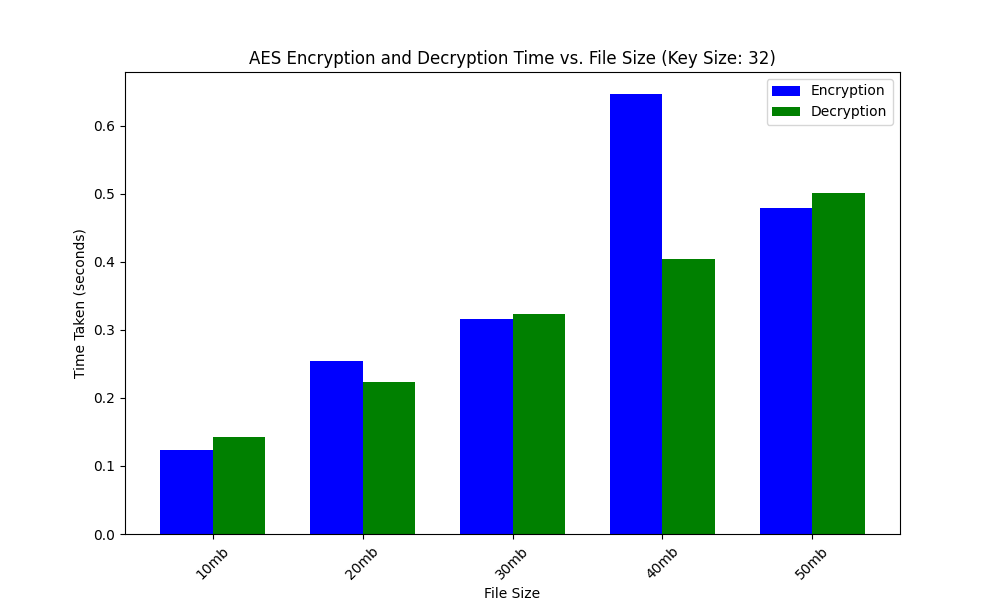 AES Encryption and Decryption Time vs. File Size (Key Size: 32)
Encryption
Decryption
Time Taken (seconds)
0.6
0.5
0.4
0.3
0.2
0.1
0.0
10mb
20mb
30mb
40mb
50mb
File Size